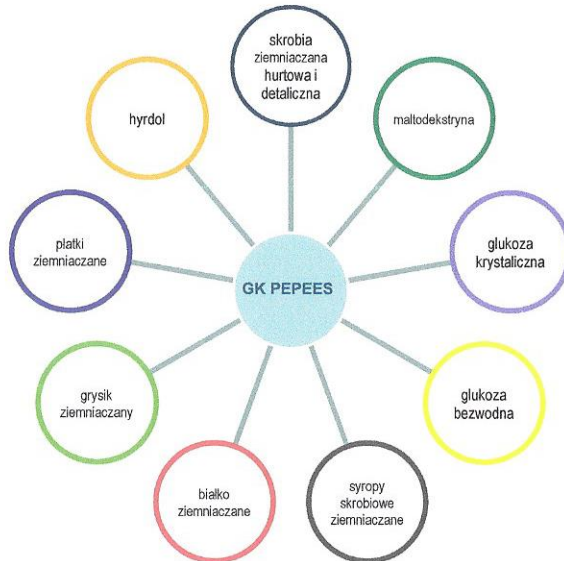 skrobia
ziemniaczana
hurtowa i
detaliczna
maltodekstryna
glukoza
krystaliczna
glukoza
bezwodna
syropy
skrobiowe
ziemniaczane
białko
ziemniaczane
grysik
ziemniaczany
płatki
ziemniaczane
hyrdol
GK PEPEES